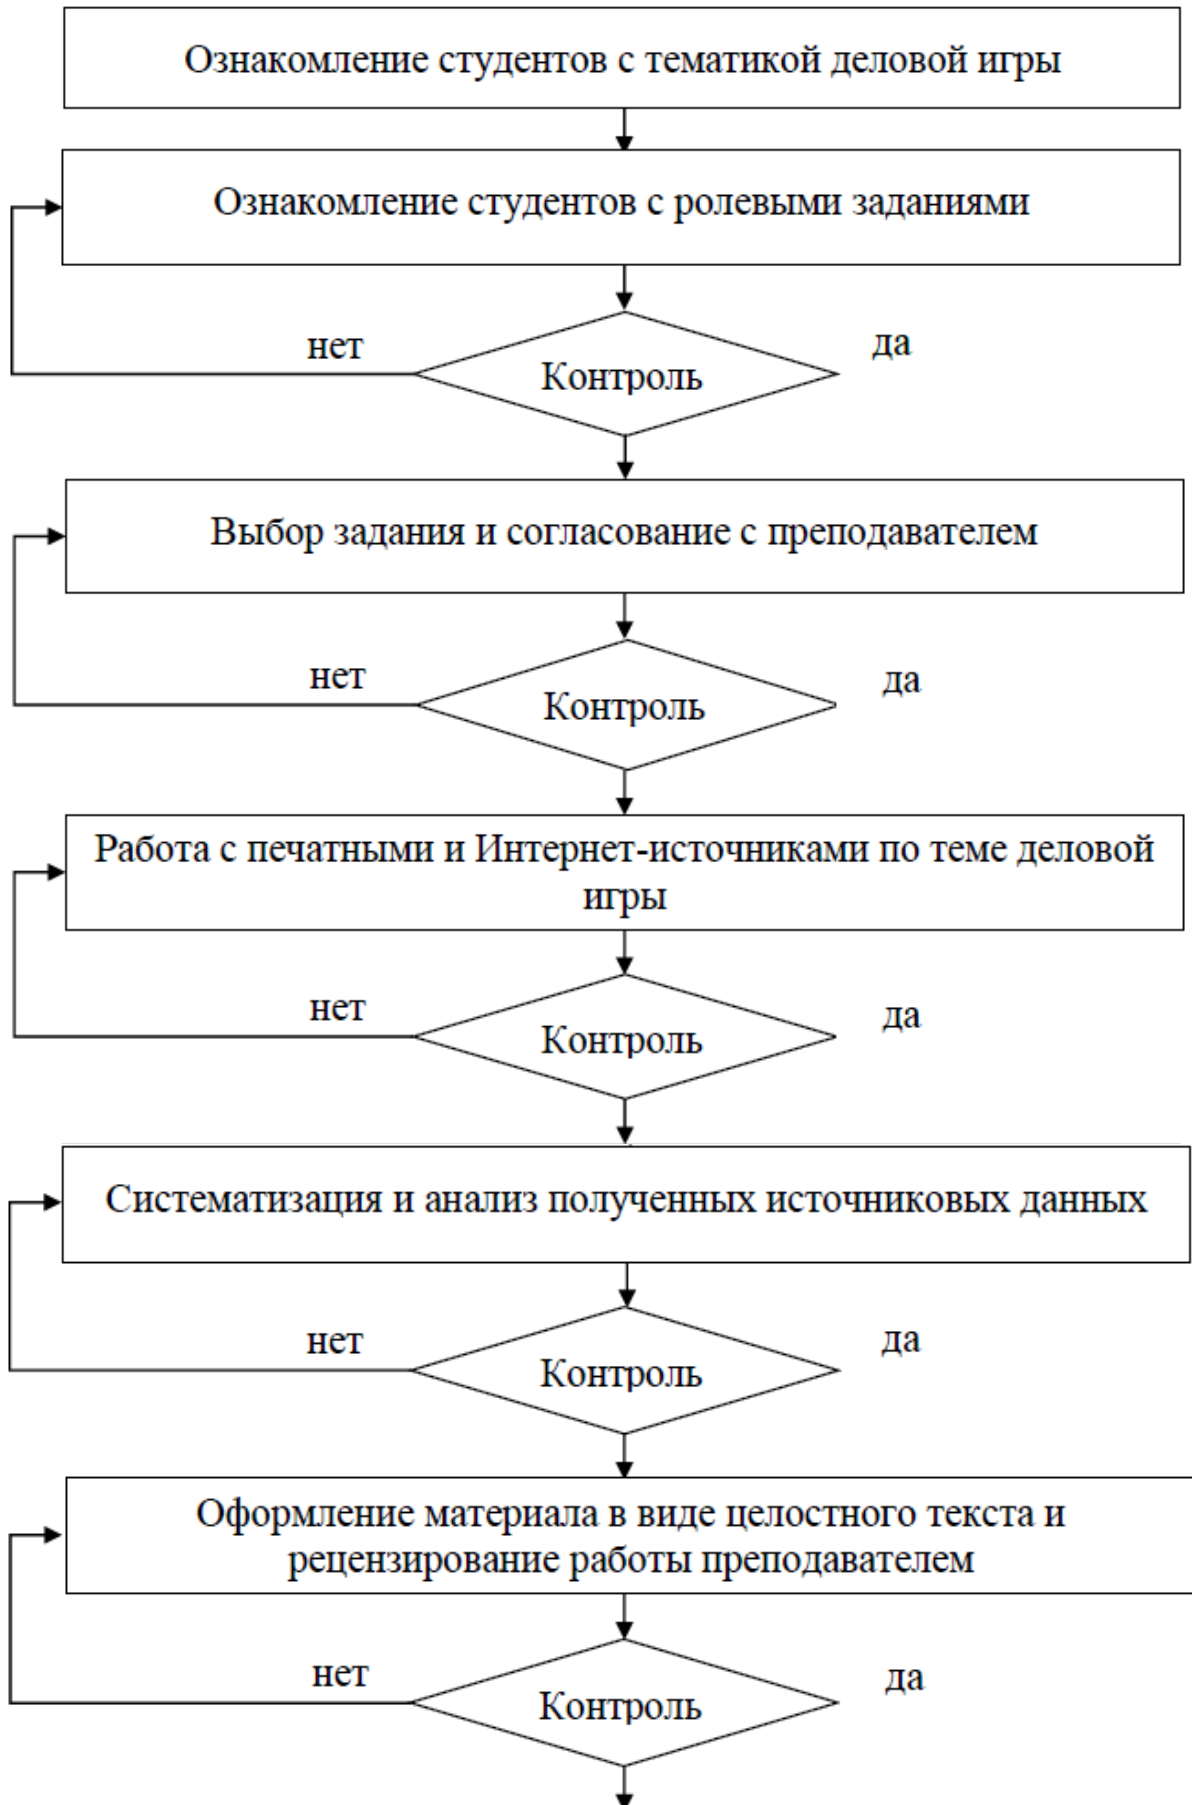 Ознакомление студентов с тематикой деловой игры
Ознакомление студентов с ролевыми заданиями
нет
да
Контроль
Выбор задания и согласование с преподавателем
нет
да
Контроль
Работа с печатными и Интернет-источниками по теме деловой
игры
нет
да
Контроль
Систематизация и анализ полученных источниковых данных
нет
да
Контроль
Оформление материала в виде целостного текста и
рецензирование работы преподавателем
нет
да
Контроль